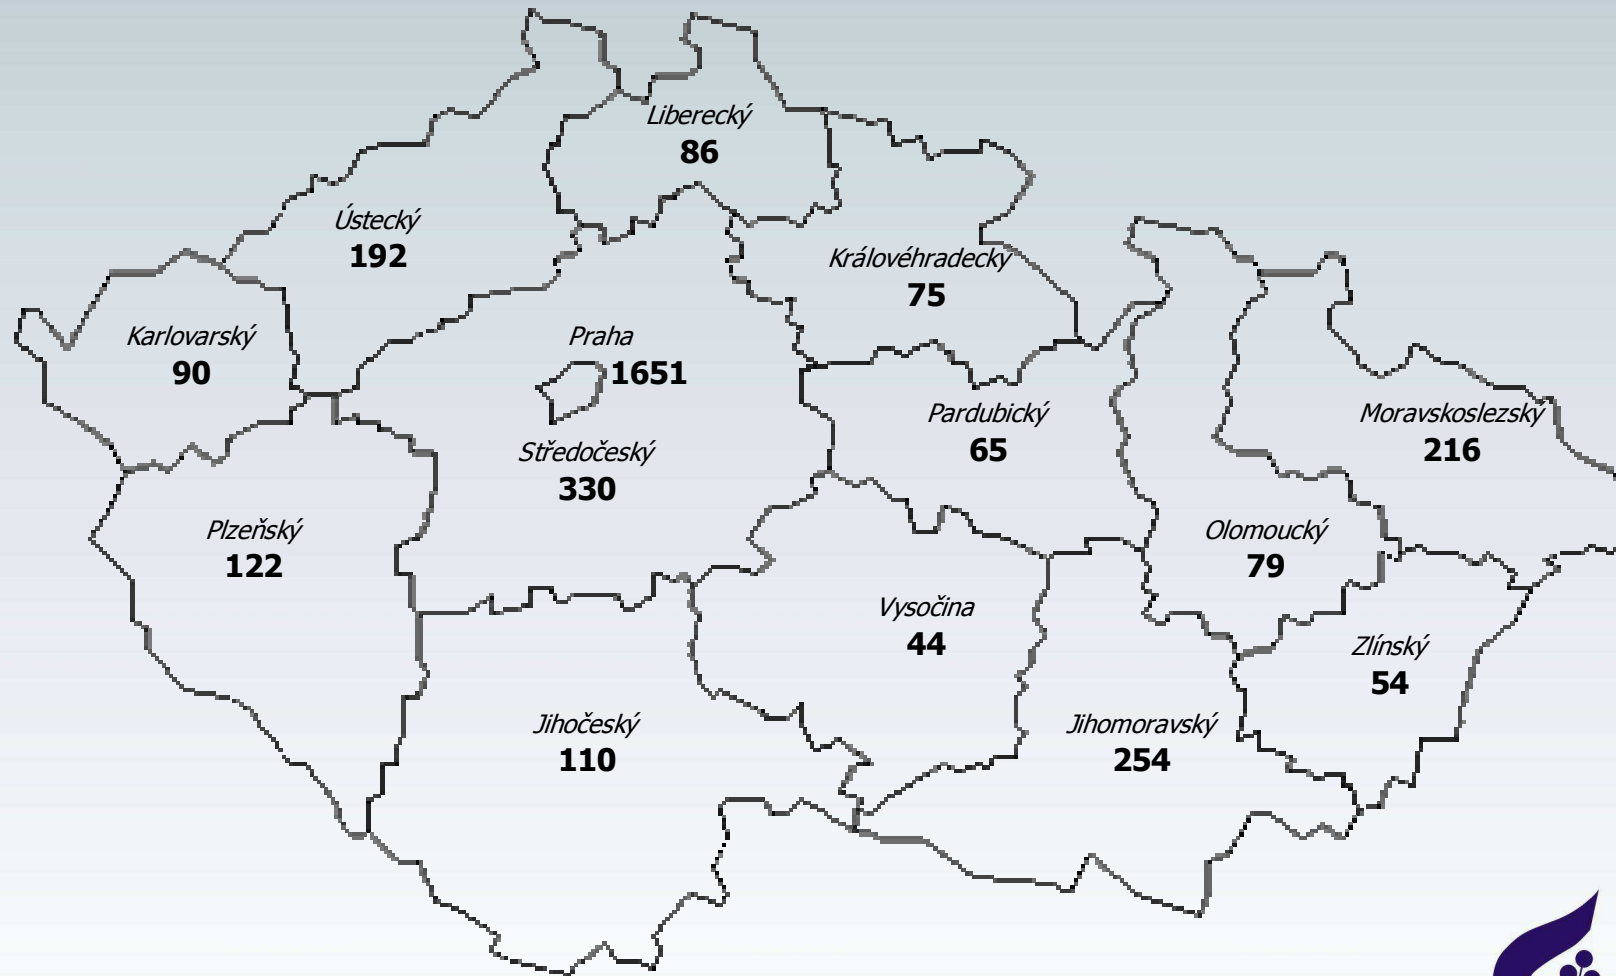 Liberecký
86
Ústecký
192
Královéhradecký
75
Karlovarský
90
Praha
1651
Pardubický
65
Moravskoslezský
216
Středočeský
330
Plzeňský
122
Olomoucký
79
Vysočina
44
Zlínský
54
Jihočeský
110
Jihomoravský
254